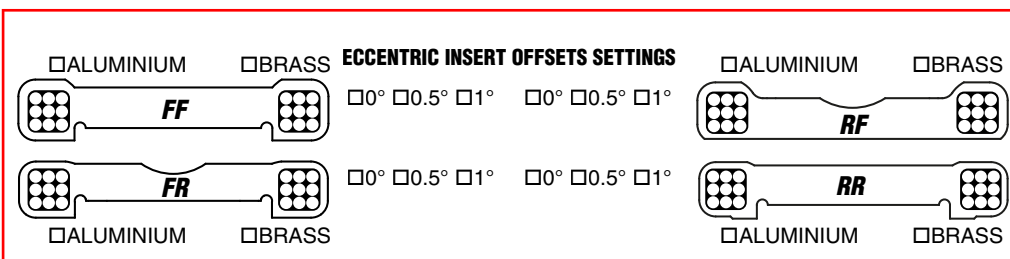 ☐ALUMINIUM ☐BRASS ECCENTRIC INSERT OFFSETS SETTINGS ☐ALUMINIUM ☐BRASS
FF ☐0° ☐0.5° ☐1° ☐0° ☐0.5° ☐1° RF
FR ☐0° ☐0.5° ☐1° ☐0° ☐0.5° ☐1° RR
☐ALUMINIUM ☐BRASS ☐ALUMINIUM ☐BRASS